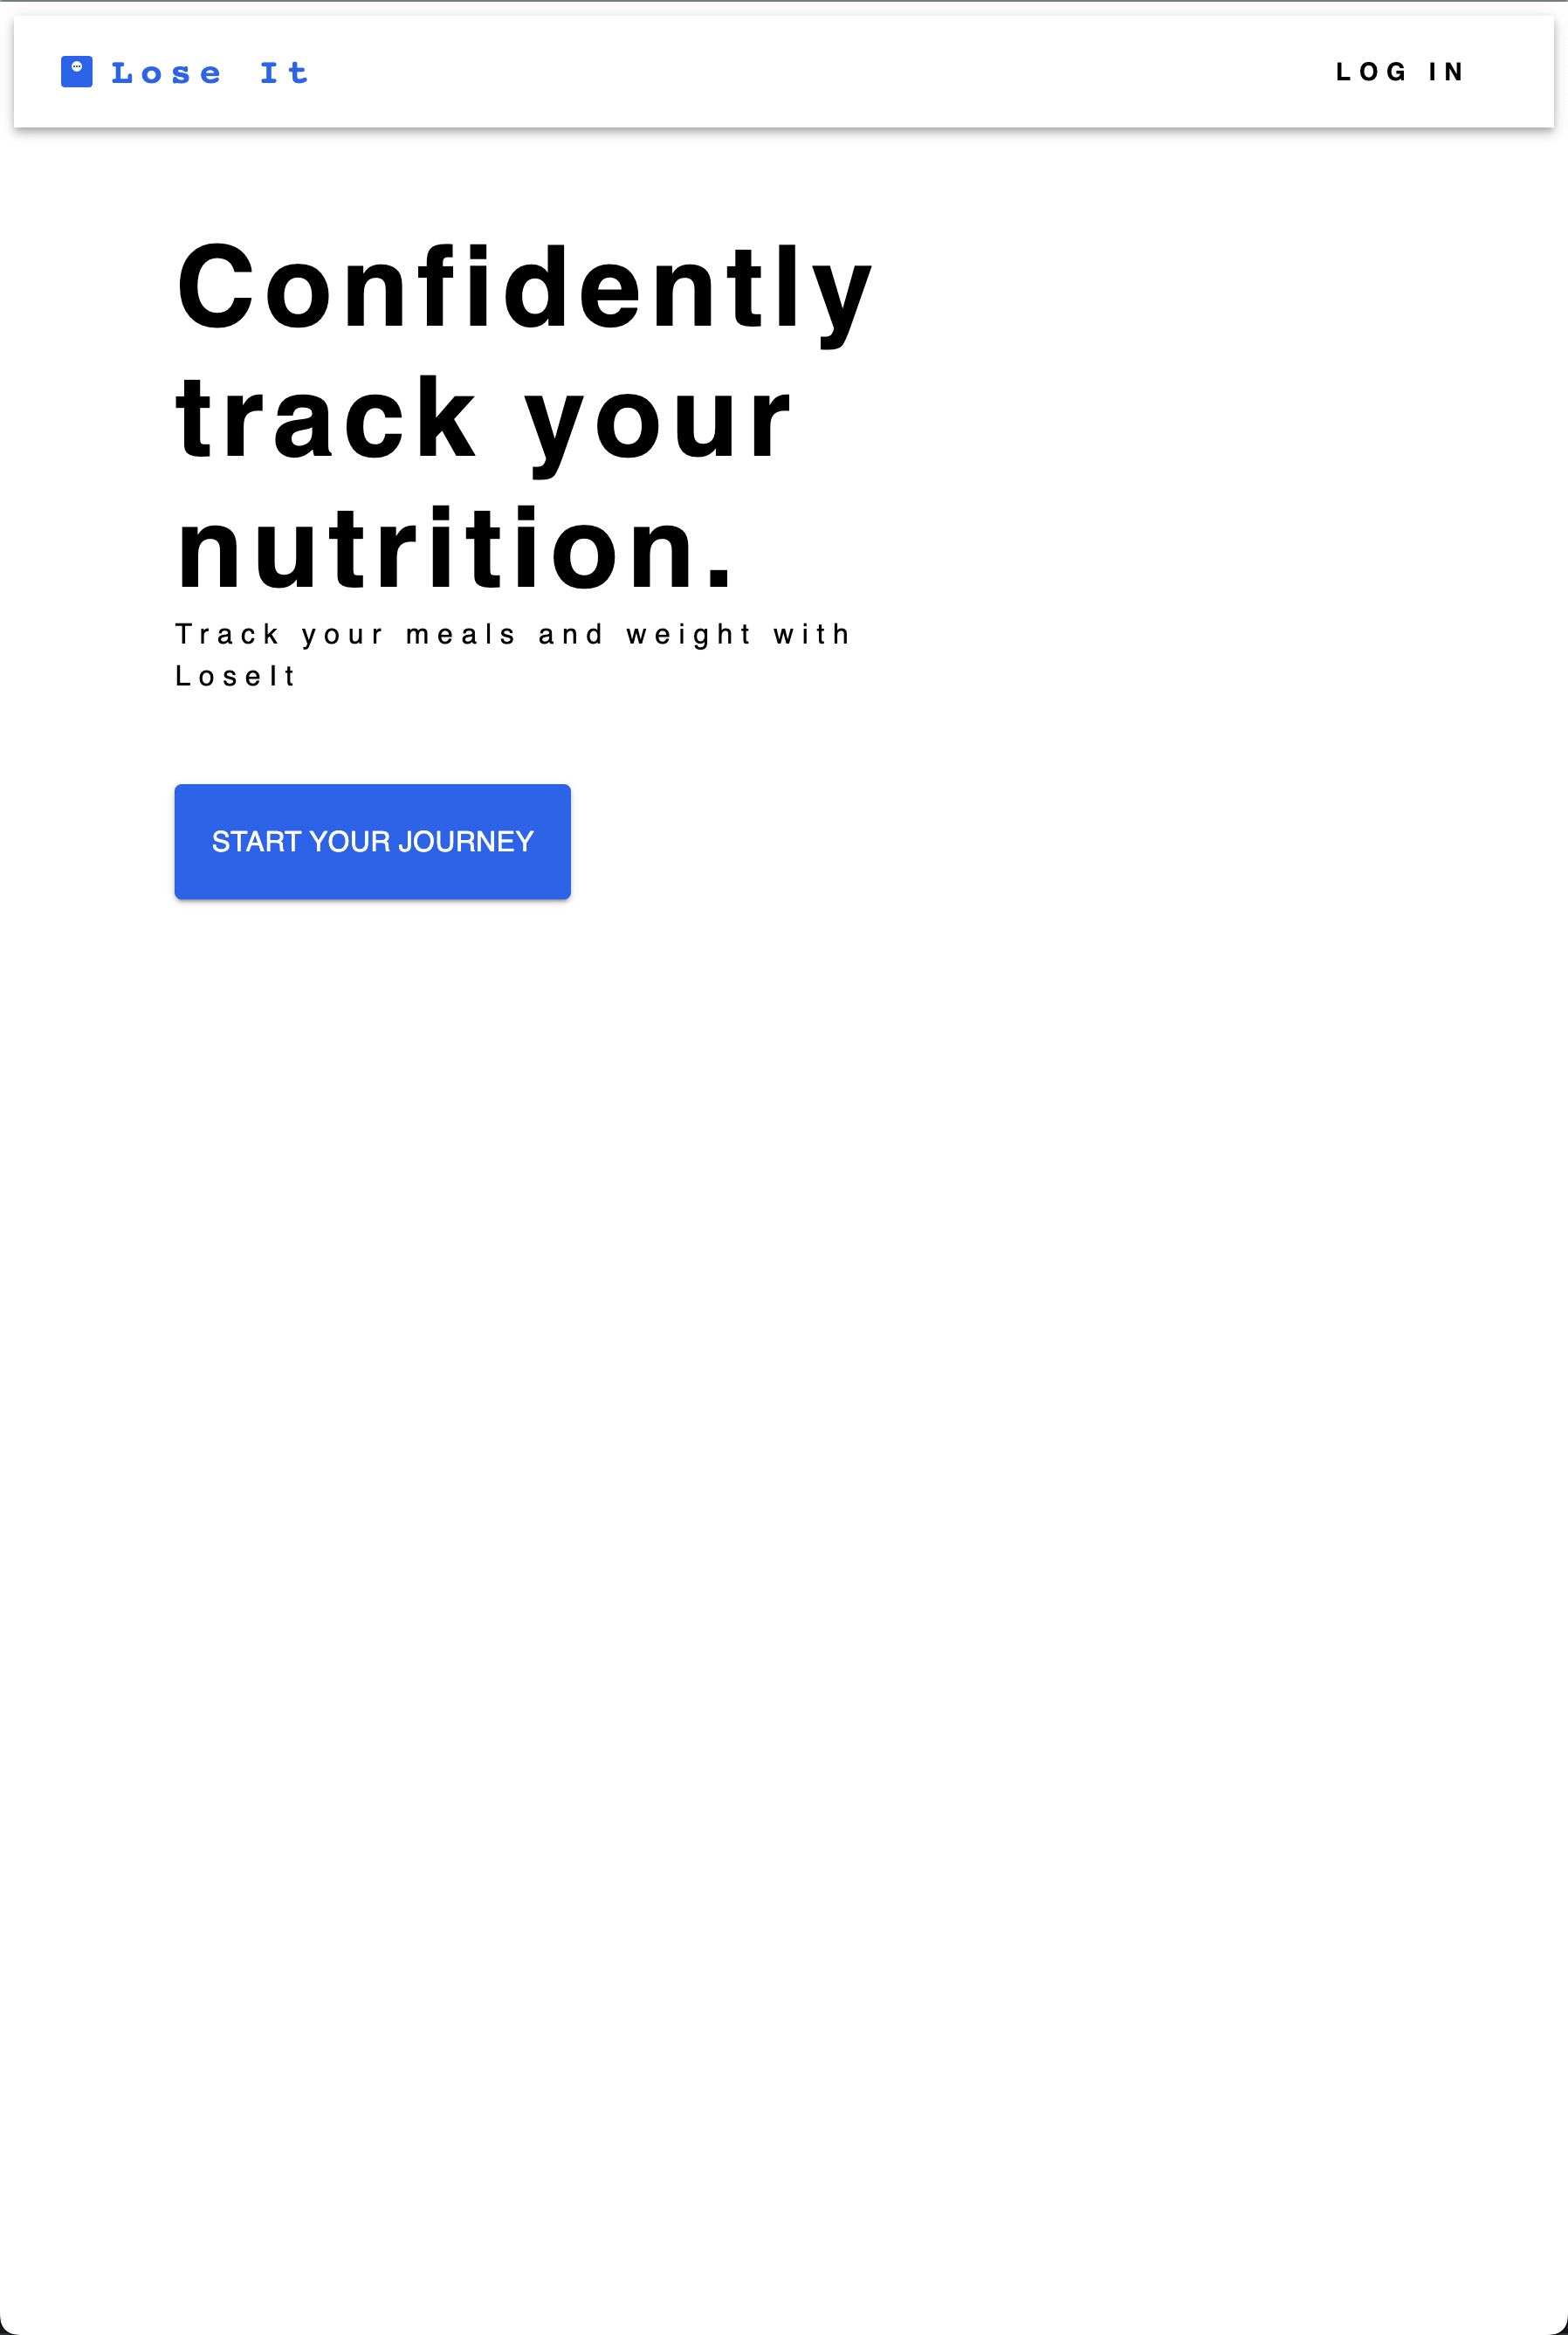 Lose It
LOG IN
Confidently
track your
nutrition.
Track your meals and weight with
LoseIt
START YOUR JOURNEY